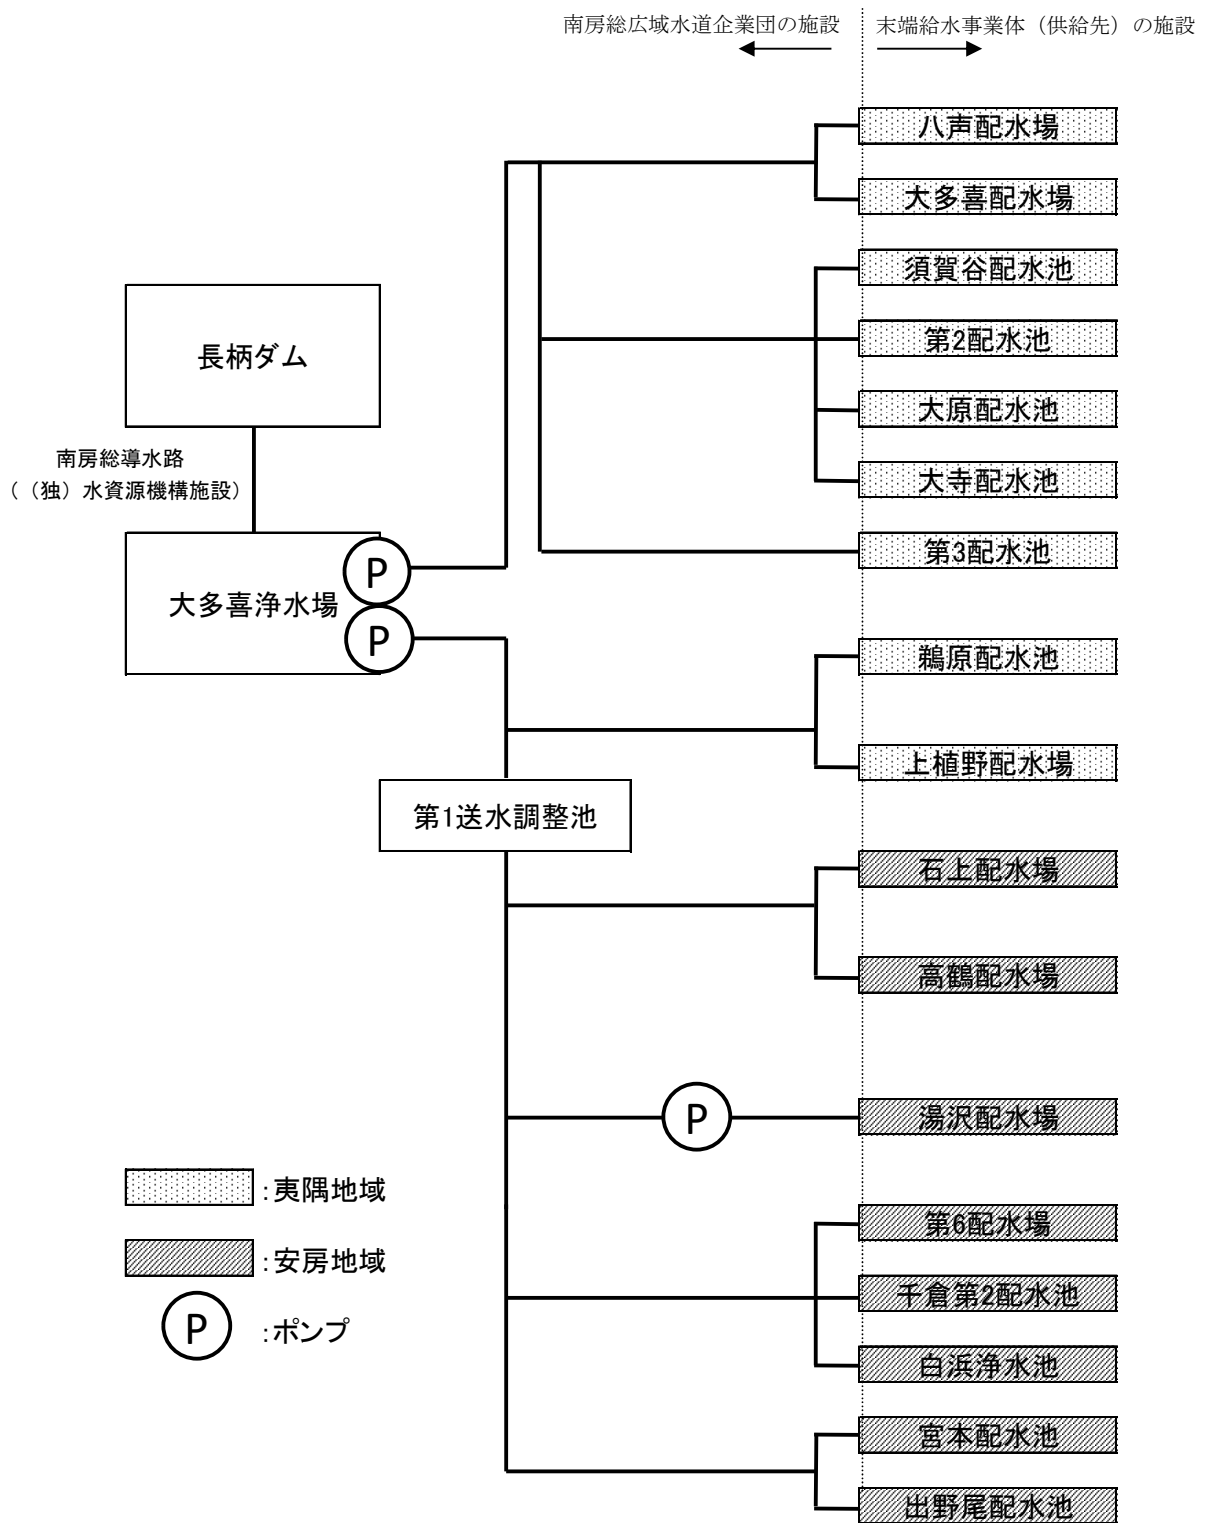 南房総広域水道企業団の施設
末端給水事業体（供給先）の施設
八声配水場
大多喜配水場
須賀谷配水池
第2配水池
大原配水池
大寺配水池
第3配水池
長柄ダム
南房総導水路
（（独）水資源機構施設）
大多喜浄水場
P
P
鵜原配水池
上植野配水場
第1送水調整池
石上配水場
高鶴配水場
P
湯沢配水場
第6配水場
千倉第2配水池
白浜浄水池
宮本配水池
出野尾配水池
：夷隅地域
：安房地域
P
：ポンプ